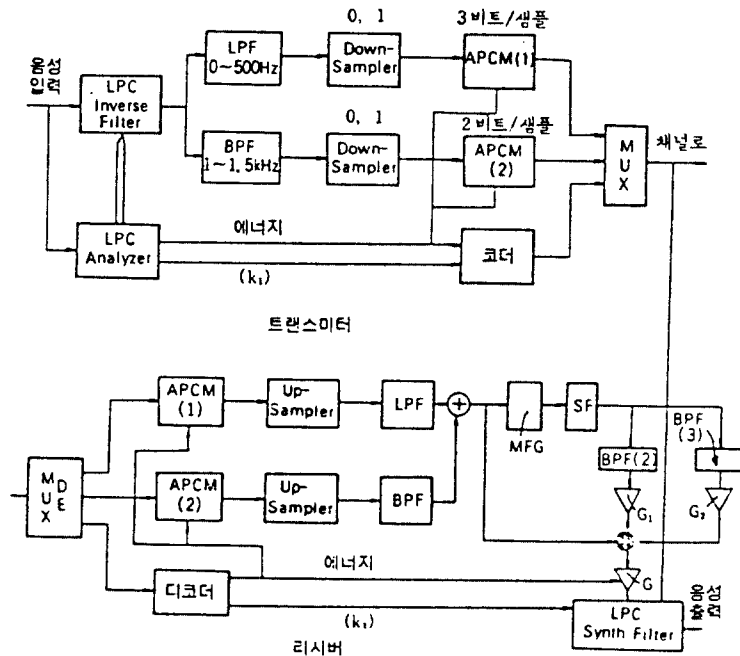 0, 1
3비트/샘플
LPF
0~500Hz
Down-
Sampler
APCM(1)
음성
입력
LPC
Inverse
Filter
0, 1
2비트/샘플
BPF
1~1.5kHz
Down-
Sampler
APCM
(2)
MUX
채널로
LPC
Analyzer
에너지
(k₁)
코더
트랜스미터
APCM
(1)
Up-
Sampler
LPF
+
MFG
SF
BPF
(3)
BPF(2)
MUX
DE
APCM
(2)
Up-
Sampler
BPF
G₁
G₂
에너지
G
디코더
(k₁)
LPC
Synth Filter
음성
출력
리시버